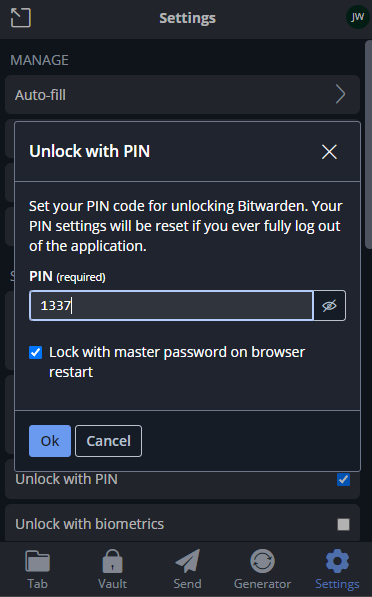 Settings
JW
MANAGE
Auto-fill
Unlock with PIN
Set your PIN code for unlocking Bitwarden. Your
PIN settings will be reset if you ever fully log out
of the application.
PIN (required)
1337
Lock with master password on browser
restart
Ok Cancel
Unlock with PIN
Unlock with biometrics
Tab Vault Send Generator Settings